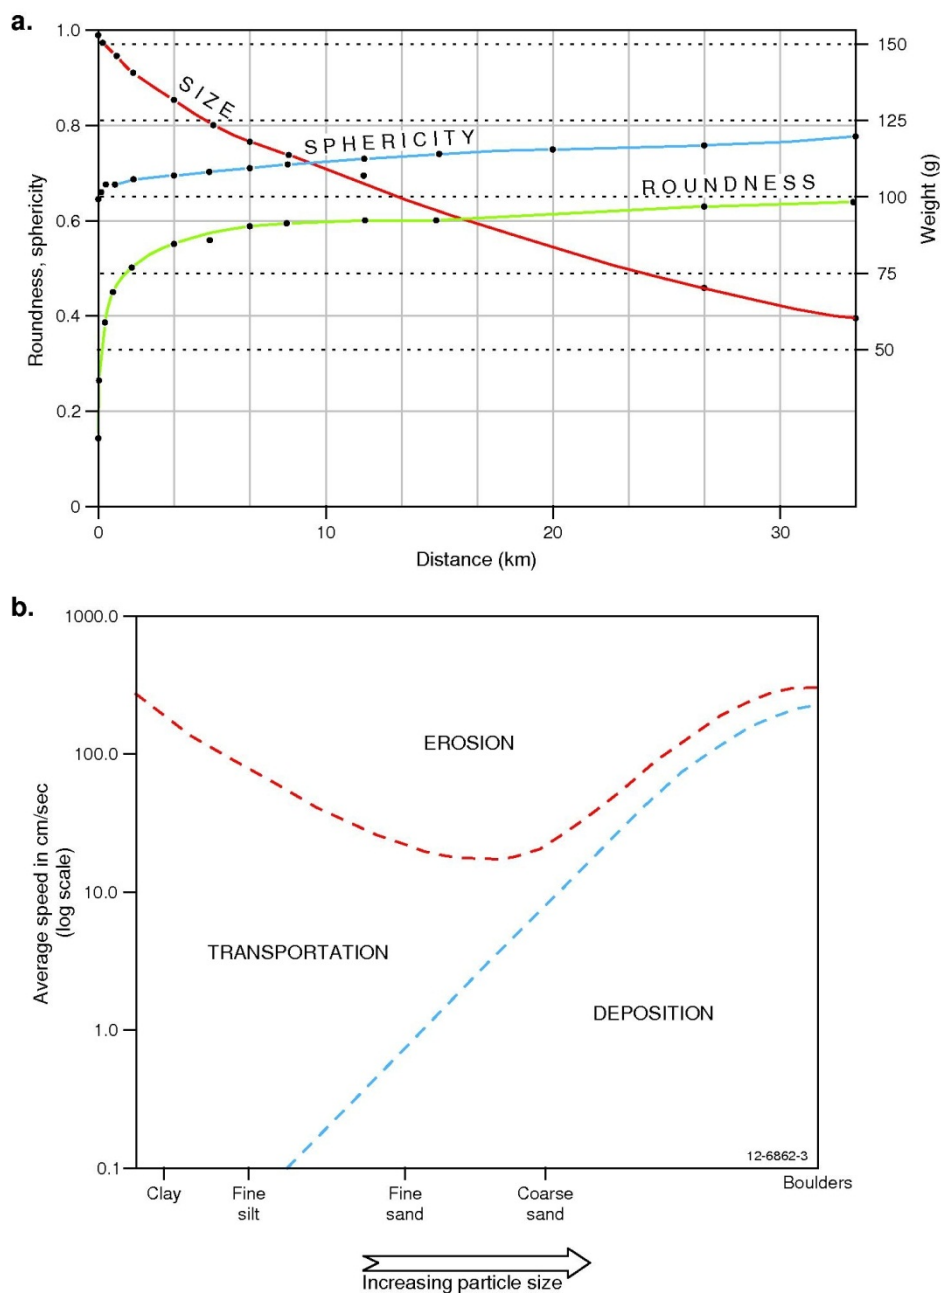 a.
1.0
0.8
0.6
0.4
0.2
0
Roundness, sphericity
SIZE
SPHERICITY
ROUNDNESS
150
125
100
75
50
Weight (g)
0
10
20
30
Distance (km)
b.
1000.0
100.0
10.0
1.0
0.1
Average speed in cm/sec
(log scale)
EROSION
TRANSPORTATION
DEPOSITION
12-6862-3
Clay
Fine
silt
Fine
sand
Coarse
sand
Boulders
Increasing particle size